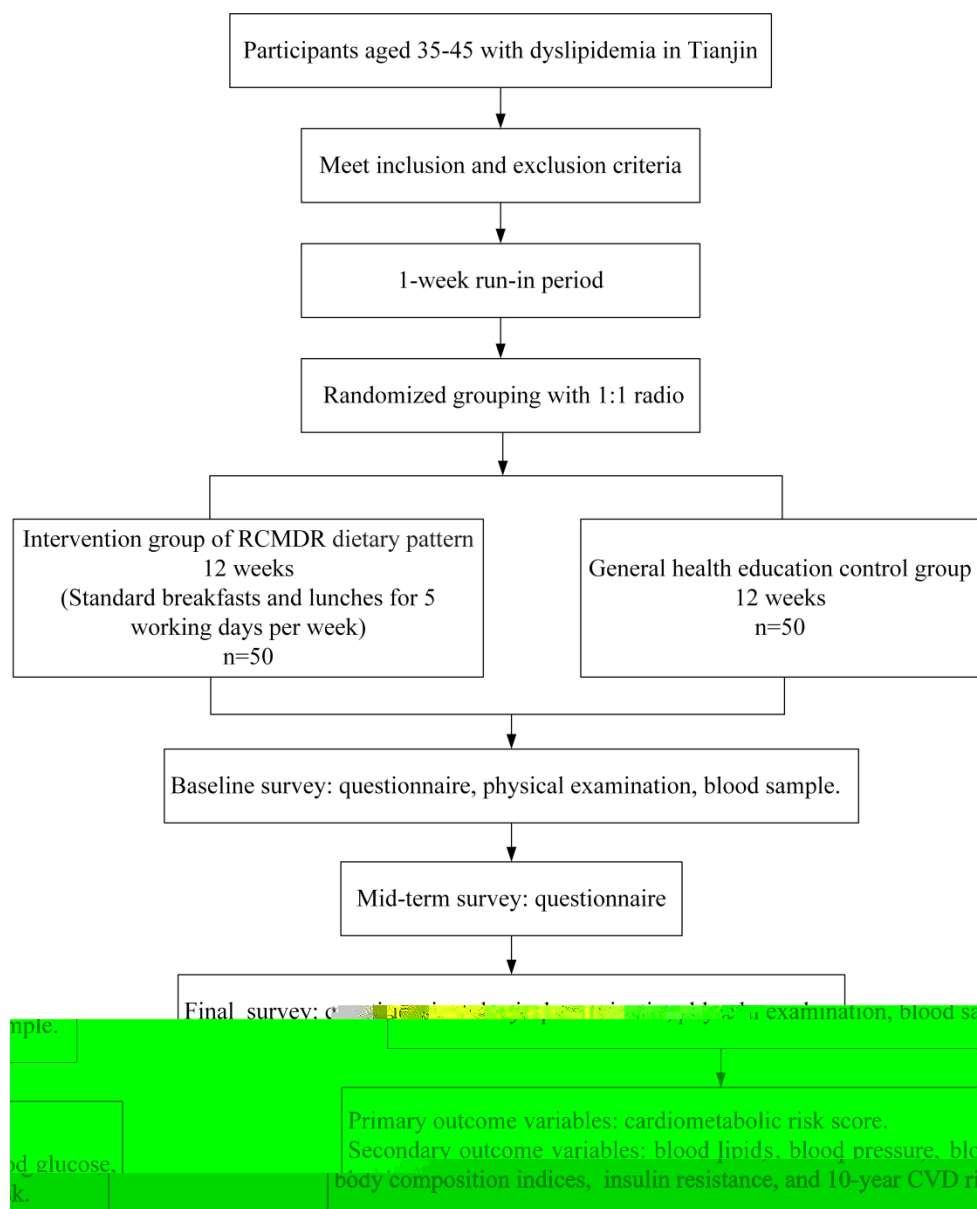 Participants aged 35-45 with dyslipidemia in Tianjin
Meet inclusion and exclusion criteria
1-week run-in period
Randomized grouping with 1:1 radio
Intervention group of RCMDR dietary pattern
12 weeks
(Standard breakfasts and lunches for 5
working days per week)
n=50
General health education control group
12 weeks
n=50
Baseline survey: questionnaire, physical examination, blood sample.
Mid-term survey: questionnaire
Final survey:
examination, blood
Primary outcome variables: cardiometabolic risk score.
Secondary outcome variables: blood lipids, blood pressure,
glucose,
body composition indices, insulin resistance, and 10-year CVD